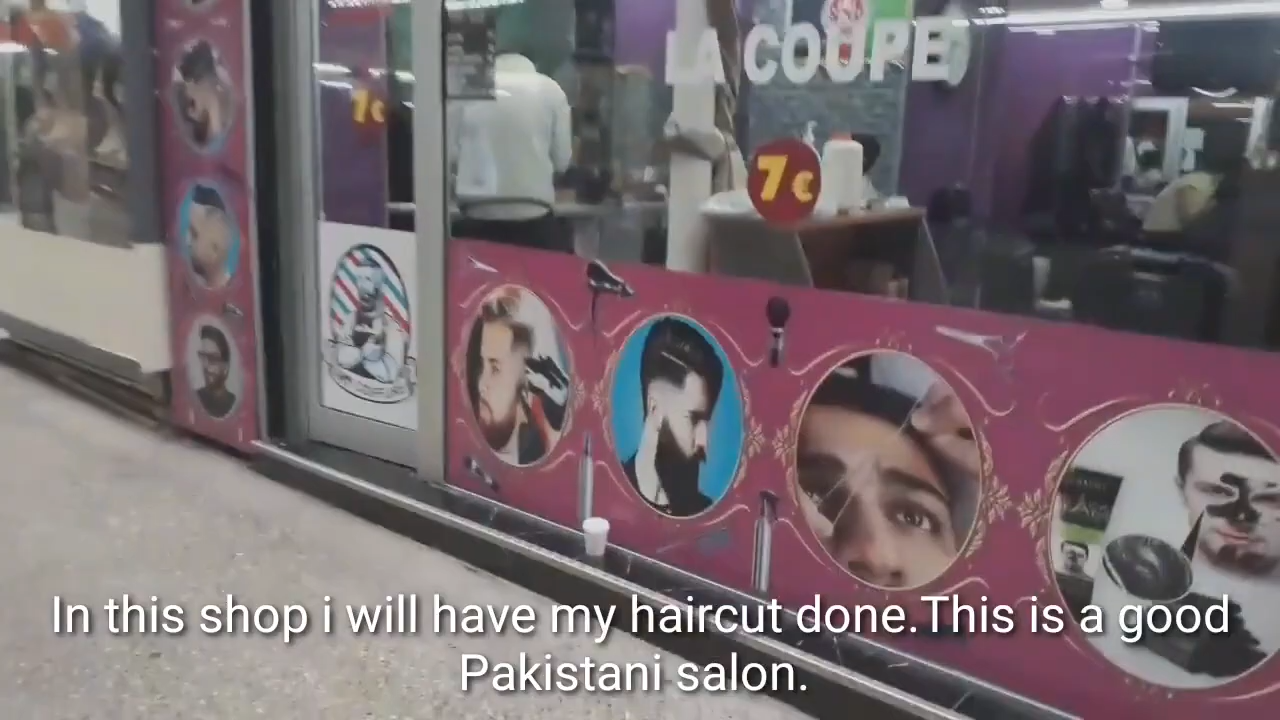 LA COUPE
7€
7€
In this shop i will have my haircut done.This is a good
Pakistani salon.